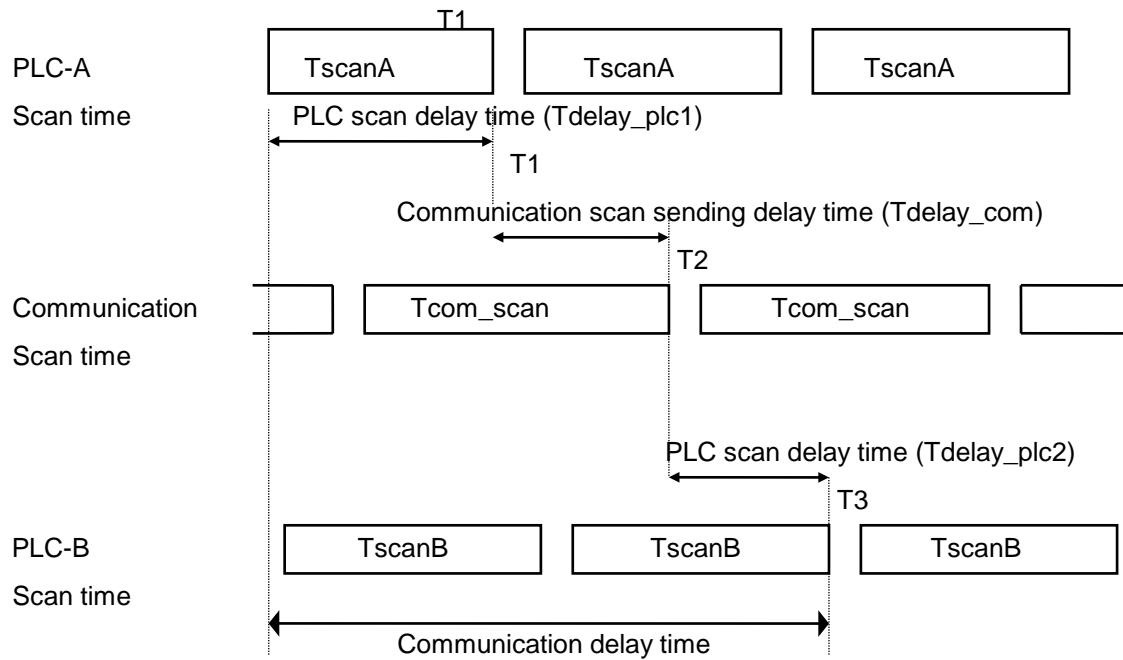 T1
PLC-A
TscanA
TscanA
TscanA
Scan time
PLC scan delay time (Tdelay_plc1)
T1
Communication scan sending delay time (Tdelay_com)
T2
Communication
Tcom_scan
Tcom_scan
Scan time
PLC scan delay time (Tdelay_plc2)
T3
PLC-B
TscanB
TscanB
TscanB
Scan time
Communication delay time